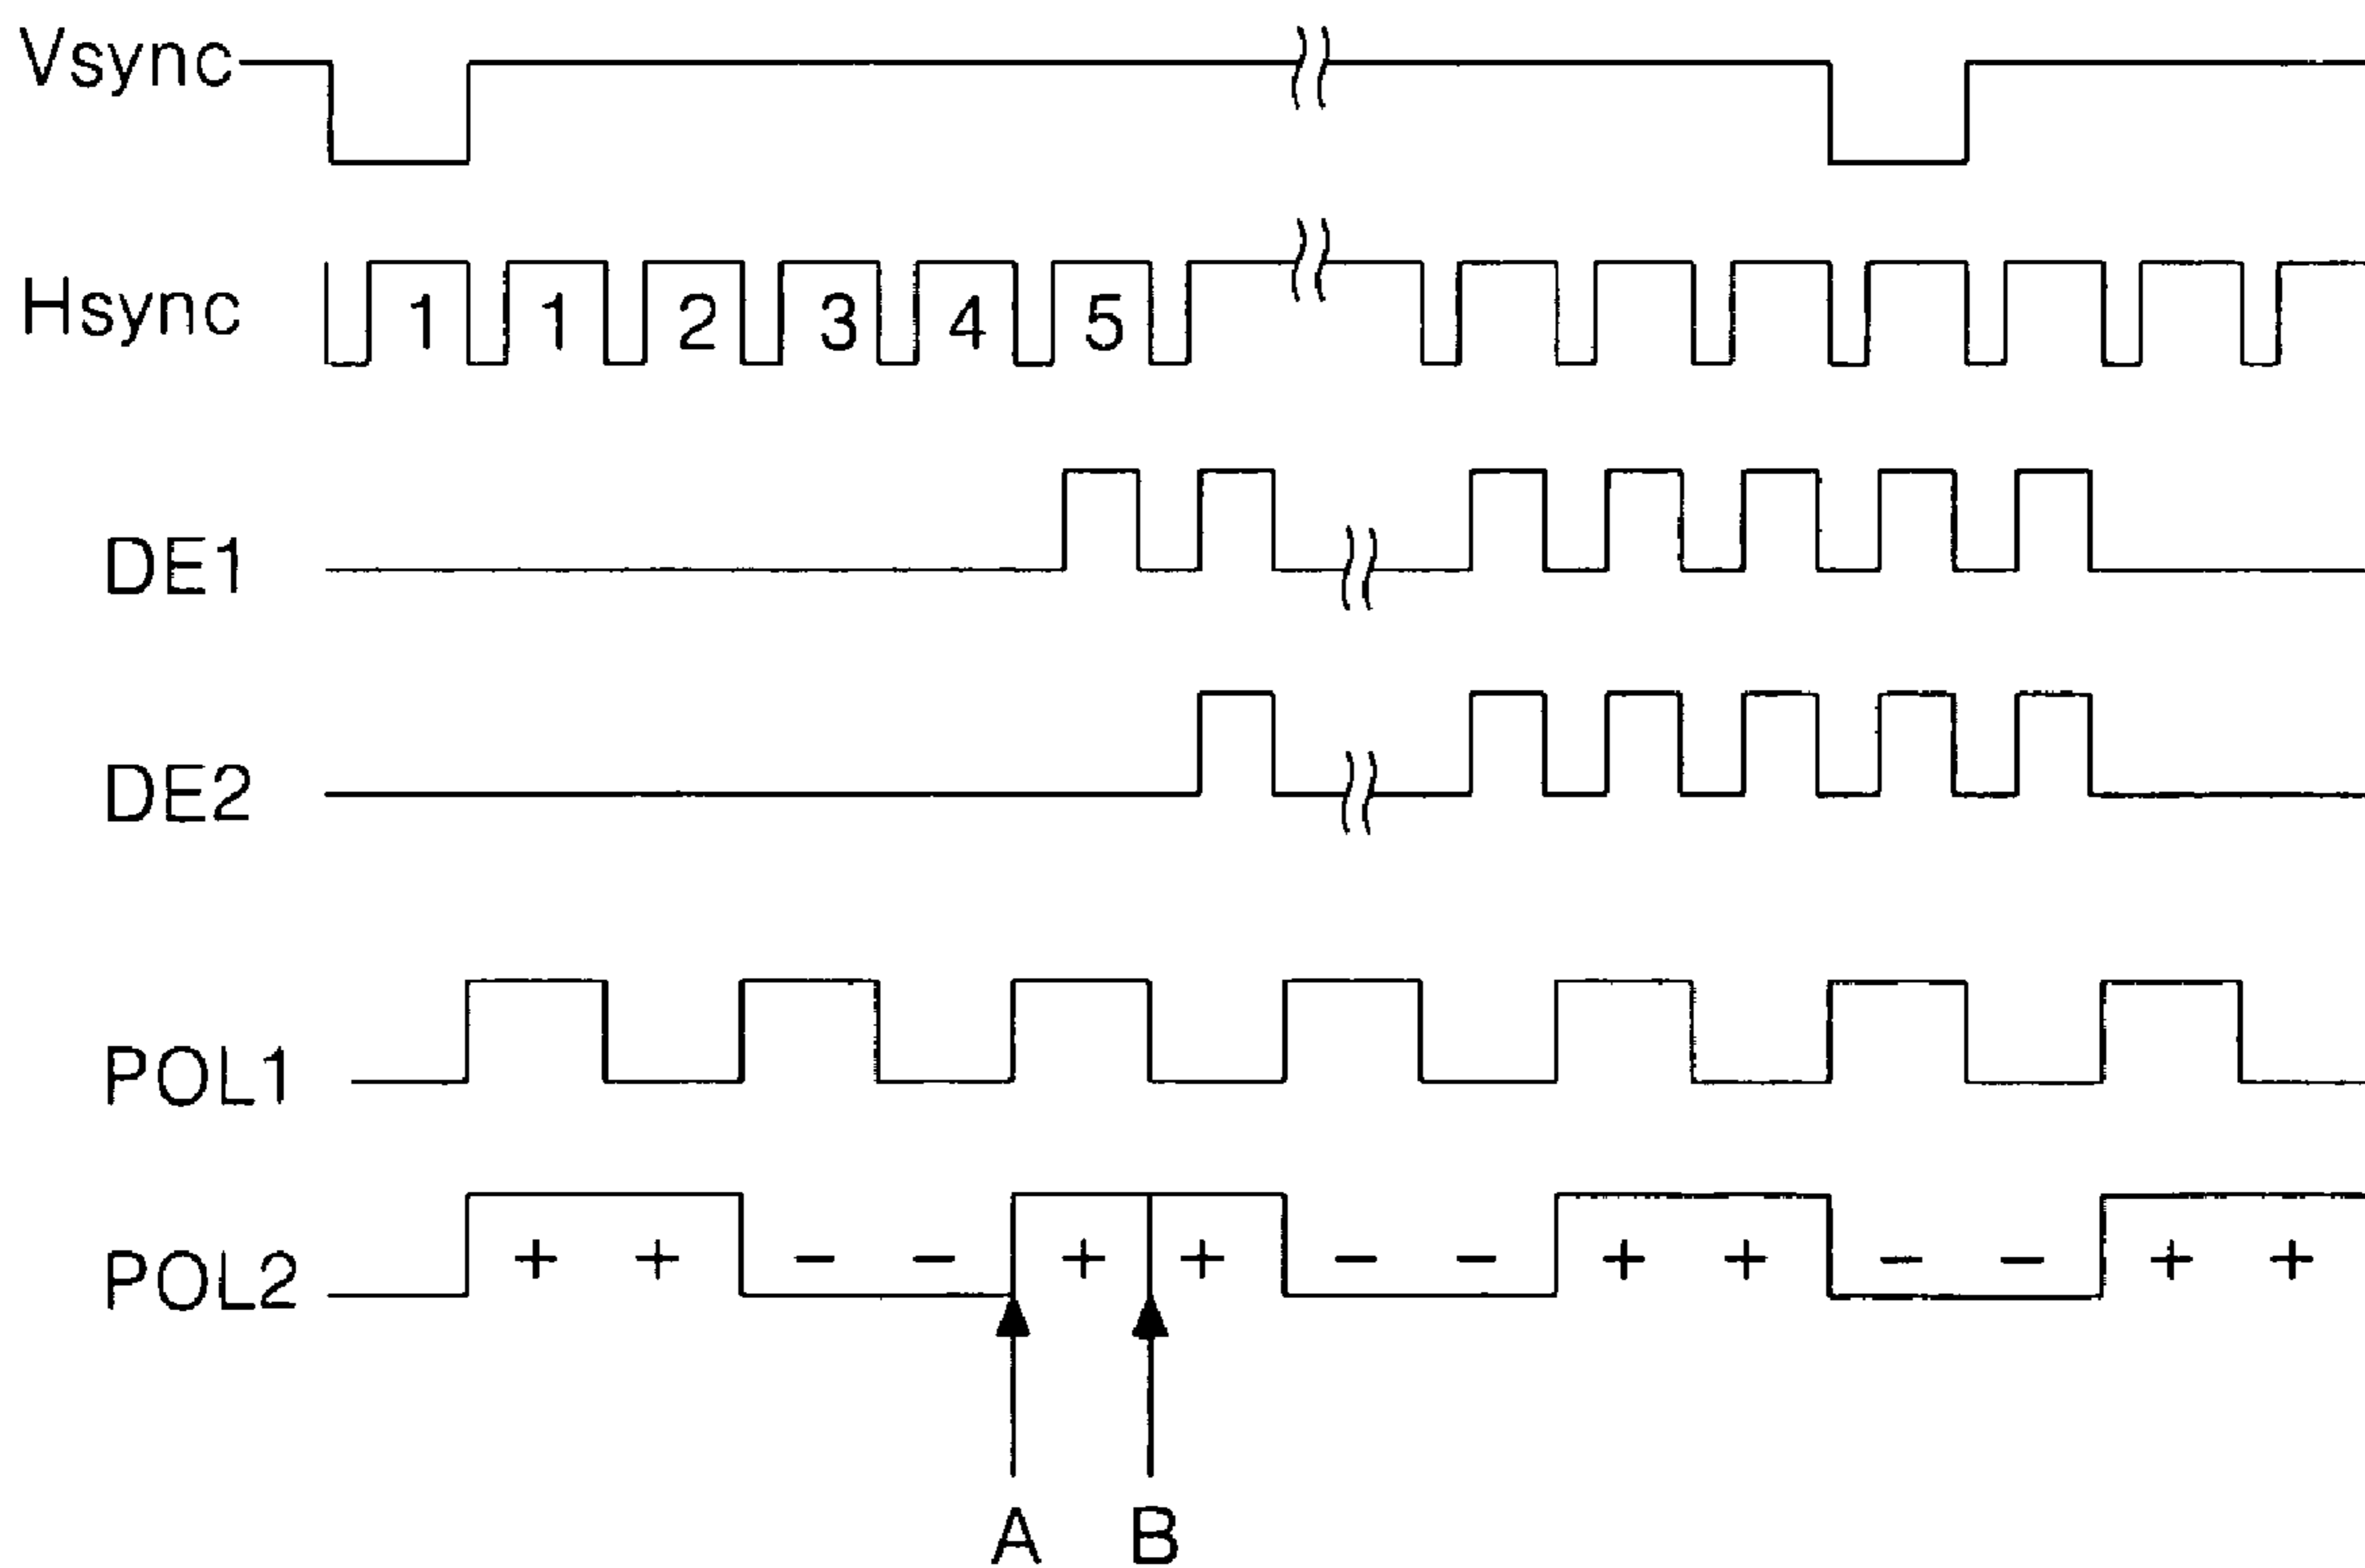 Vsync
Hsync 1 1 2 3 4 5
DE1
DE2
POL1
POL2 + + − − + + − − + + − − + +
A B